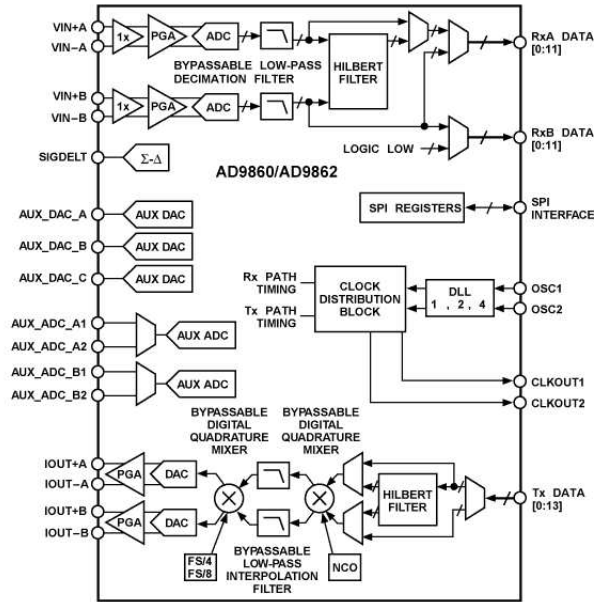 VIN+A
VIN–A
1x
PGA
ADC
BYPASSABLE LOW-PASS
DECIMATION FILTER
HILBERT
FILTER
RxA DATA
[0:11]
VIN+B
VIN–B
1x
PGA
ADC
LOGIC LOW
RxB DATA
[0:11]
SIGDELT
Σ-Δ
AD9860/AD9862
SPI REGISTERS
SPI
INTERFACE
AUX_DAC_A
AUX DAC
AUX_DAC_B
AUX DAC
AUX_DAC_C
AUX DAC
Rx PATH
TIMING
Tx PATH
TIMING
CLOCK
DISTRIBUTION
BLOCK
DLL
1 , 2 , 4
OSC1
OSC2
AUX_ADC_A1
AUX_ADC_A2
AUX ADC
AUX_ADC_B1
AUX_ADC_B2
AUX ADC
CLKOUT1
CLKOUT2
BYPASSABLE
DIGITAL
QUADRATURE
MIXER
BYPASSABLE
DIGITAL
QUADRATURE
MIXER
IOUT+A
IOUT–A
PGA
DAC
IOUT+B
IOUT–B
PGA
DAC
HILBERT
FILTER
Tx DATA
[0:13]
FS/4
FS/8
BYPASSABLE
LOW-PASS
INTERPOLATION
FILTER
NCO